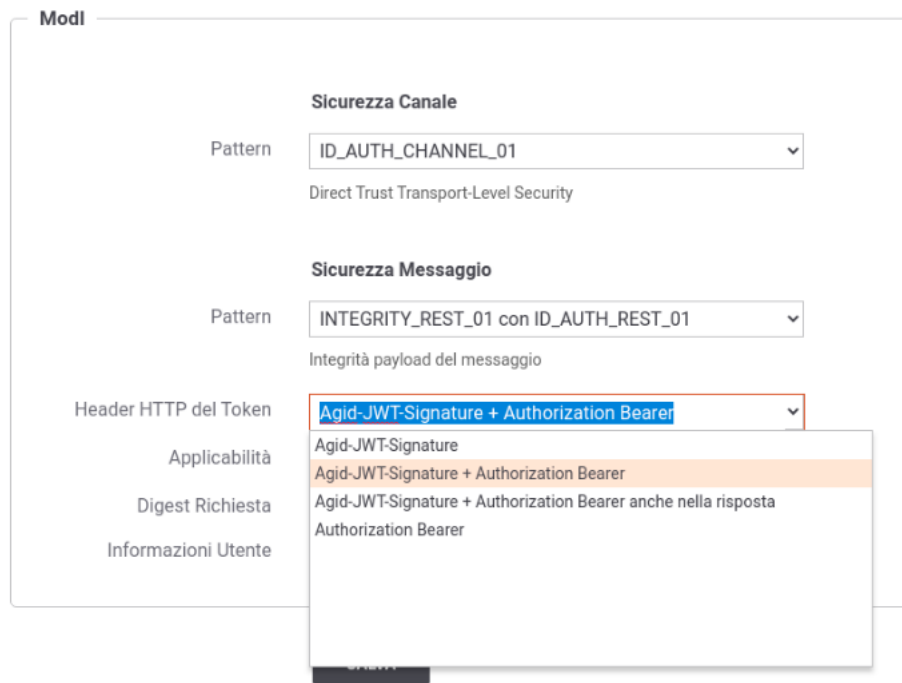 ModI
Sicurezza Canale
Pattern
ID_AUTH_CHANNEL_01
Direct Trust Transport-Level Security
Sicurezza Messaggio
Pattern
INTEGRITY_REST_01 con ID_AUTH_REST_01
Integrità payload del messaggio
Header HTTP del Token
Agid-JWT-Signature + Authorization Bearer
Agid-JWT-Signature
Applicabilità
Agid-JWT-Signature + Authorization Bearer
Agid-JWT-Signature + Authorization Bearer anche nella risposta
Digest Richiesta
Authorization Bearer
Informazioni Utente